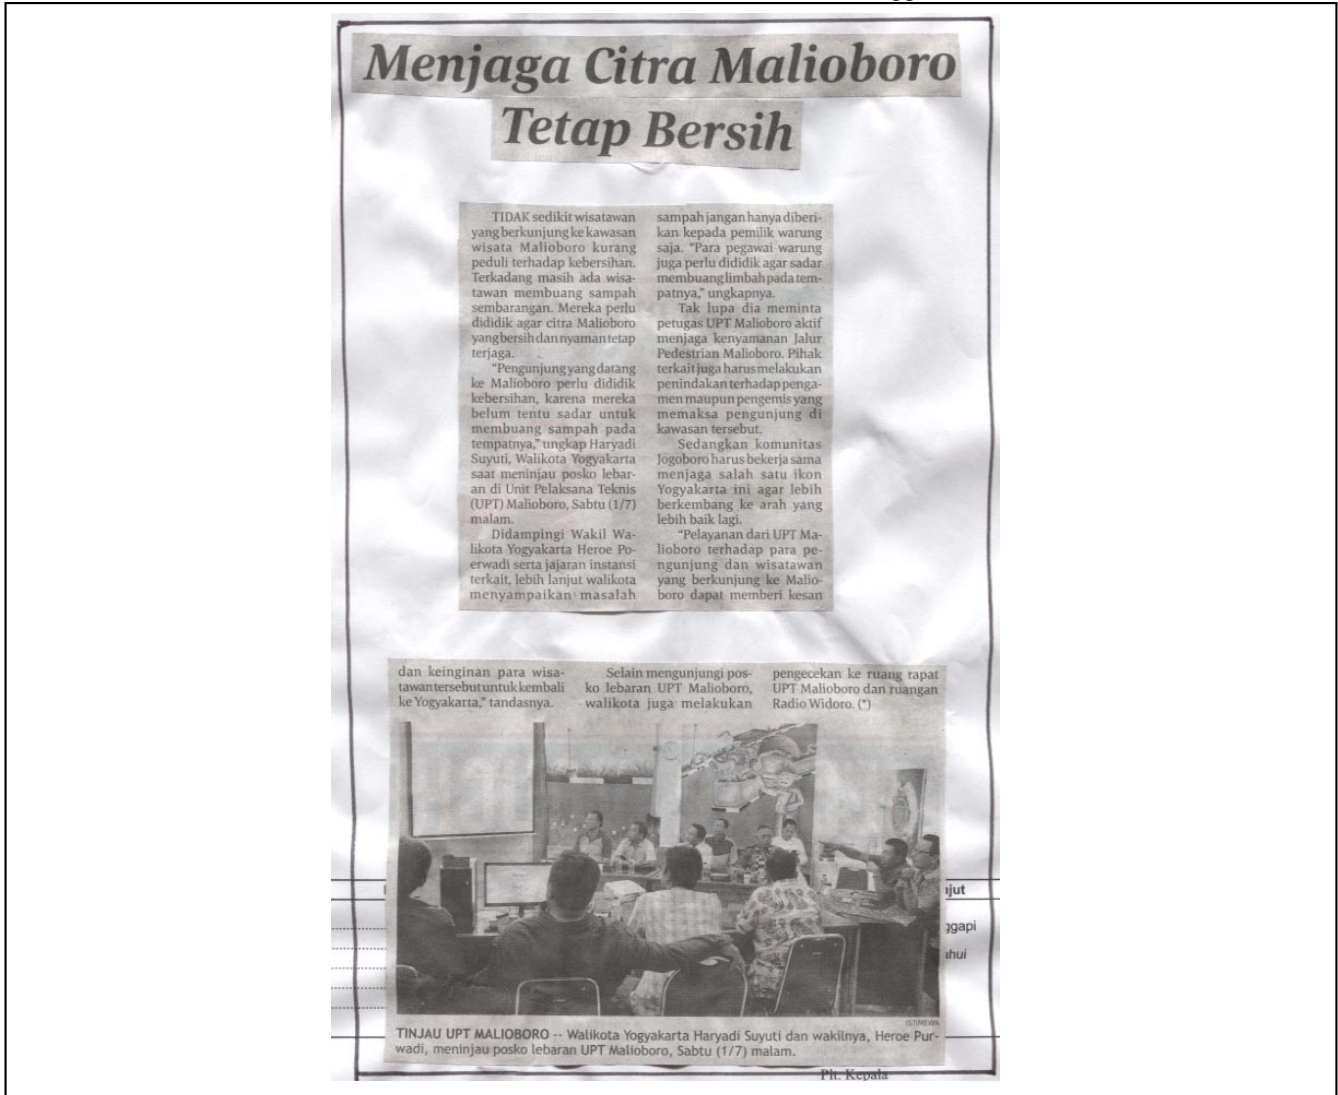 Menjaga Citra Malioboro
Tetap Bersih
TIDAK sedikit wisatawan
yang berkunjung ke kawasan
wisata Malioboro kurang
peduli terhadap kebersihan.
Terkadang masih ada wisa-
tawan membuang sampah
sembarangan. Mereka perlu
dididik agar citra Malioboro
yang bersih dan nyaman tetap
terjaga.
"Pengunjung yang datang
ke Malioboro perlu dididik
kebersihan, karena mereka
belum tentu sadar untuk
membuang sampah pada
tempatnya," ungkap Haryadi
Suyuti, Walikota Yogyakarta
saat meninjau posko lebar-
an di Unit Pelaksana Teknis
(UPT) Malioboro, Sabtu (1/7)
malam.
Didampingi Wakil Wa-
likota Yogyakarta Heroe Po-
erwadi serta jajaran instansi
terkait, lebih lanjut walikota
menyampaikan masalah
sampah jangan hanya diberi-
kan kepada pemilik warung
saja. "Para pegawai warung
juga perlu dididik agar sadar
membuang limbah pada tem-
patnya," ungkapnya.
Tak lupa dia meminta
petugas UPT Malioboro aktif
menjaga kenyamanan Jalur
Pedestrian Malioboro. Pihak
terkait juga harus melakukan
penindakan terhadap penga-
men maupun pengemis yang
memaksa pengunjung di
kawasan tersebut.
Sedangkan komunitas
Jogoboro harus bekerja sama
menjaga salah satu ikon
Yogyakarta ini agar lebih
berkembang ke arah yang
lebih baik lagi.
"Pelayanan dari UPT Ma-
lioboro terhadap para pe-
ngunjung dan wisatawan
yang berkunjung ke Malio-
boro dapat memberi kesan
dan keinginan para wisa-
tawan tersebut untuk kembali
ke Yogyakarta," tandasnya.
Selain mengunjungi pos-
ko lebaran UPT Malioboro,
walikota juga melakukan
pengecekan ke ruang rapat
UPT Malioboro dan ruangan
Radio Widoro. (*)
ijut
ggapi
ahui
ISTIMEWA
TINJAU UPT MALIOBORO -- Walikota Yogyakarta Haryadi Suyuti dan wakilnya, Heroe Pur-
wadi, meninjau posko lebaran UPT Malioboro, Sabtu (1/7) malam.
Plt. Kepala